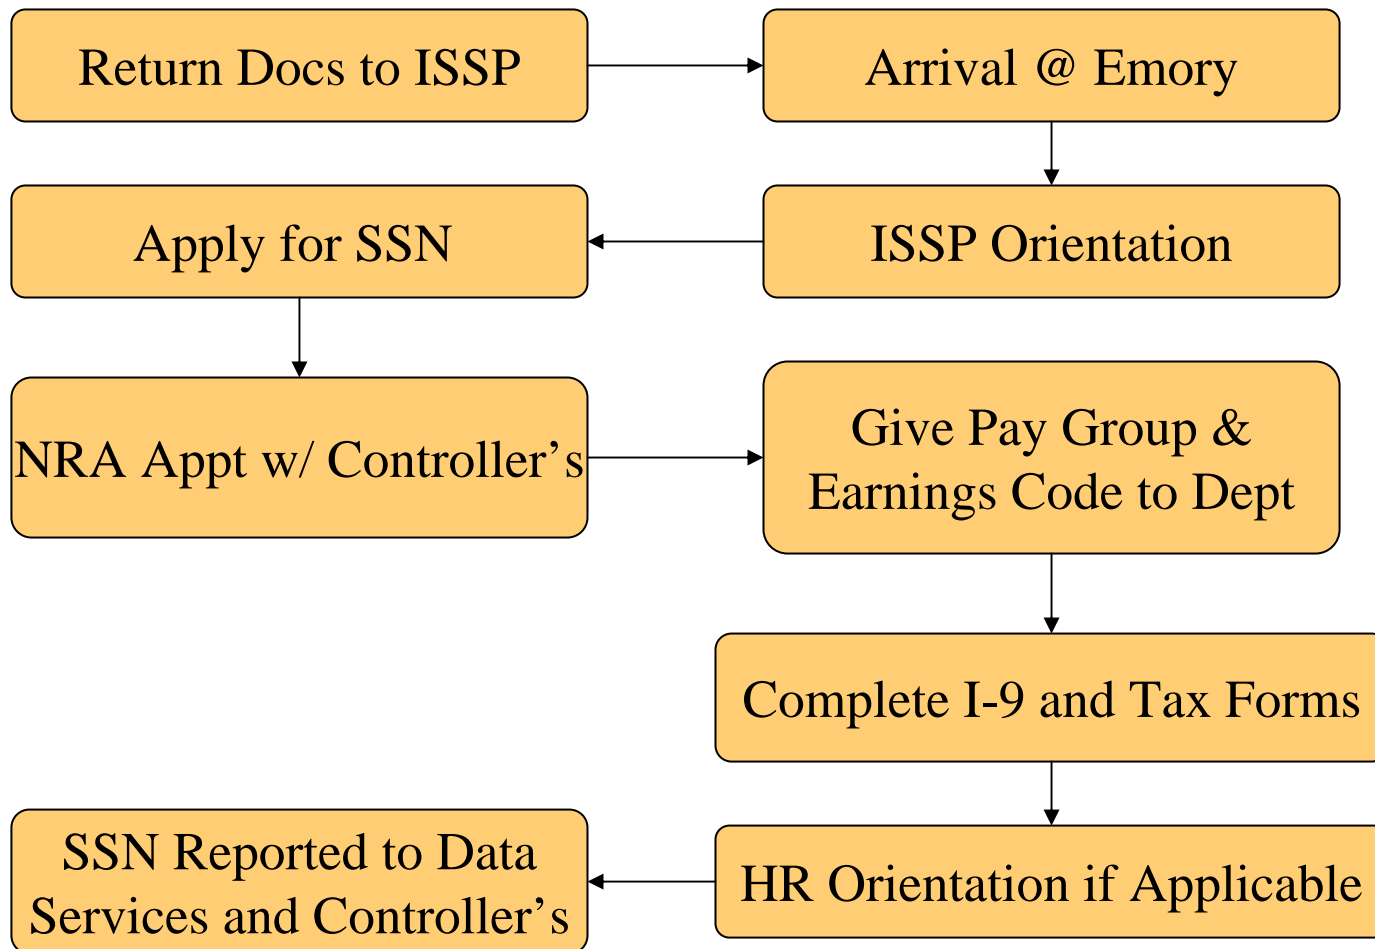 Return Docs to ISSP
Arrival @ Emory
Apply for SSN
ISSP Orientation
NRA Appt w/ Controller’s
Give Pay Group &
Earnings Code to Dept
Complete I-9 and Tax Forms
SSN Reported to Data
Services and Controller’s
HR Orientation if Applicable